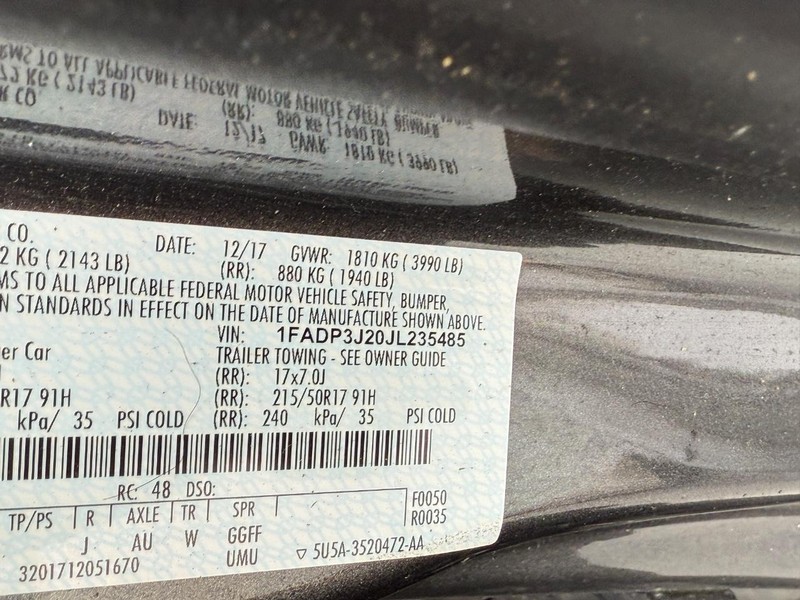 CO. DATE: 12/17 GVWR: 1810 KG ( 3990 LB)
2 KG ( 2143 LB) (RR): 880 KG ( 1940 LB)
MS TO ALL APPLICABLE FEDERAL MOTOR VEHICLE SAFETY, BUMPER,
N STANDARDS IN EFFECT ON THE DATE OF MANUFACTURE SHOWN ABOVE.
VIN: 1FADP3J20JL235485
er Car TRAILER TOWING - SEE OWNER GUIDE
(RR): 17x7.0J
R17 91H (RR): 215/50R17 91H
kPa/ 35 PSI COLD (RR): 240 kPa/ 35 PSI COLD
RC: 48 DSO:
F0050
TP/PS R AXLE TR SPR R0035
J AU W GGFF
UMU 5U5A-3520472-AA
3201712051670